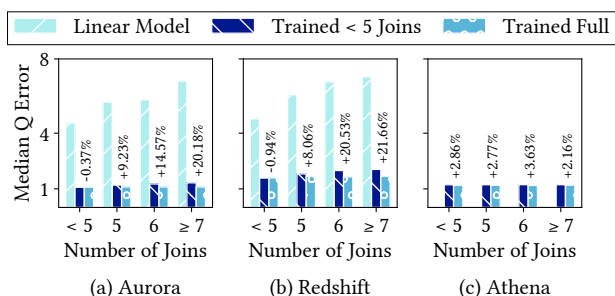 Linear Model Trained < 5 Joins Trained Full
Median Q Error
8
4
1
-0.37%
+9.23%
+14.57%
+20.18%
< 5 5 6 ≥ 7
Number of Joins
(a) Aurora
-0.94%
+8.06%
+20.53%
+21.66%
< 5 5 6 ≥ 7
Number of Joins
(b) Redshift
+2.86%
+2.77%
+3.63%
+2.16%
< 5 5 6 ≥ 7
Number of Joins
(c) Athena